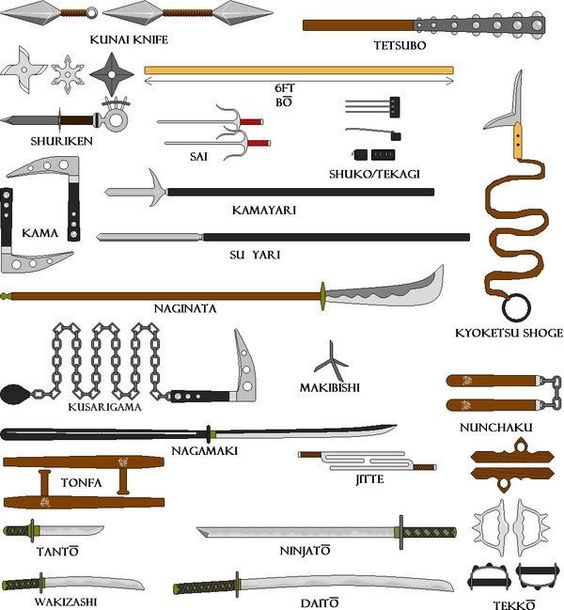 KUNAI KNIFE
TETSUBO
6FT
BŌ
SHURIKEN
SAI
SHUKO/TEKAGI
KAMA
KAMAYARI
SU YARI
NAGINATA
KYOKETSU SHOGE
KUSARIGAMA
MAKIBISHI
NUNCHAKU
NAGAMAKI
TONFA
JITTE
TANTŌ
NINJATŌ
WAKIZASHI
DAITŌ
TEKKŌ